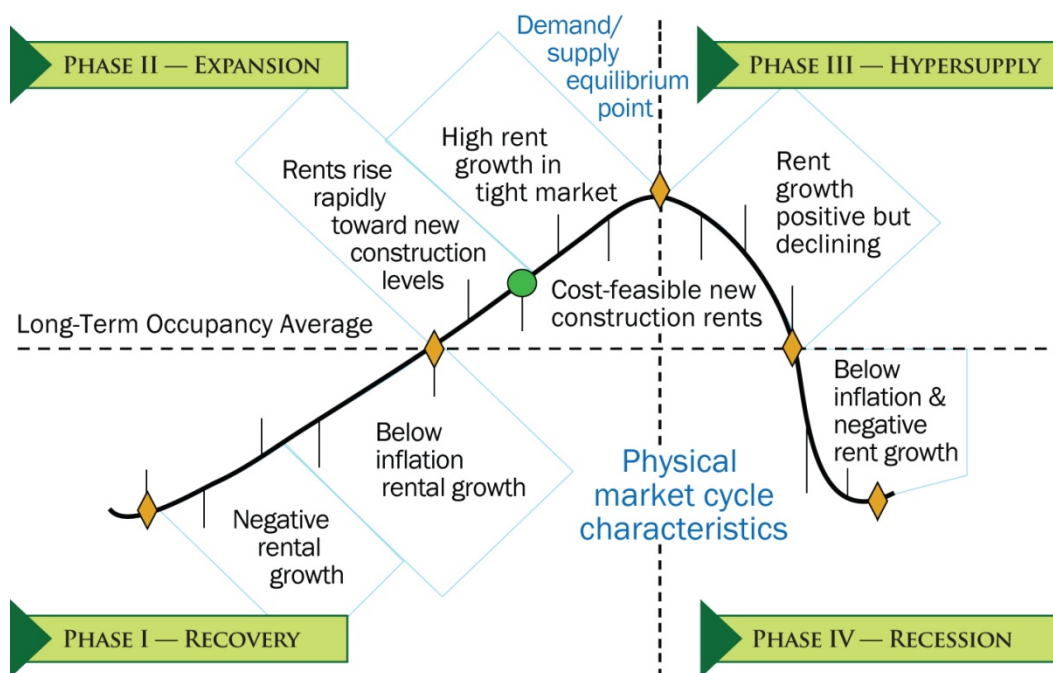 PHASE II — EXPANSION
Demand/
supply
equilibrium
point
PHASE III — HYPERSUPPLY
High rent
growth in
tight market
Rents rise
rapidly
toward new
construction
levels
Rent
growth
positive but
declining
Cost-feasible new
construction rents
Long-Term Occupancy Average
Below
inflation &
negative
rent growth
Below
inflation
rental growth
Physical
market cycle
characteristics
Negative
rental
growth
PHASE I — RECOVERY
PHASE IV — RECESSION